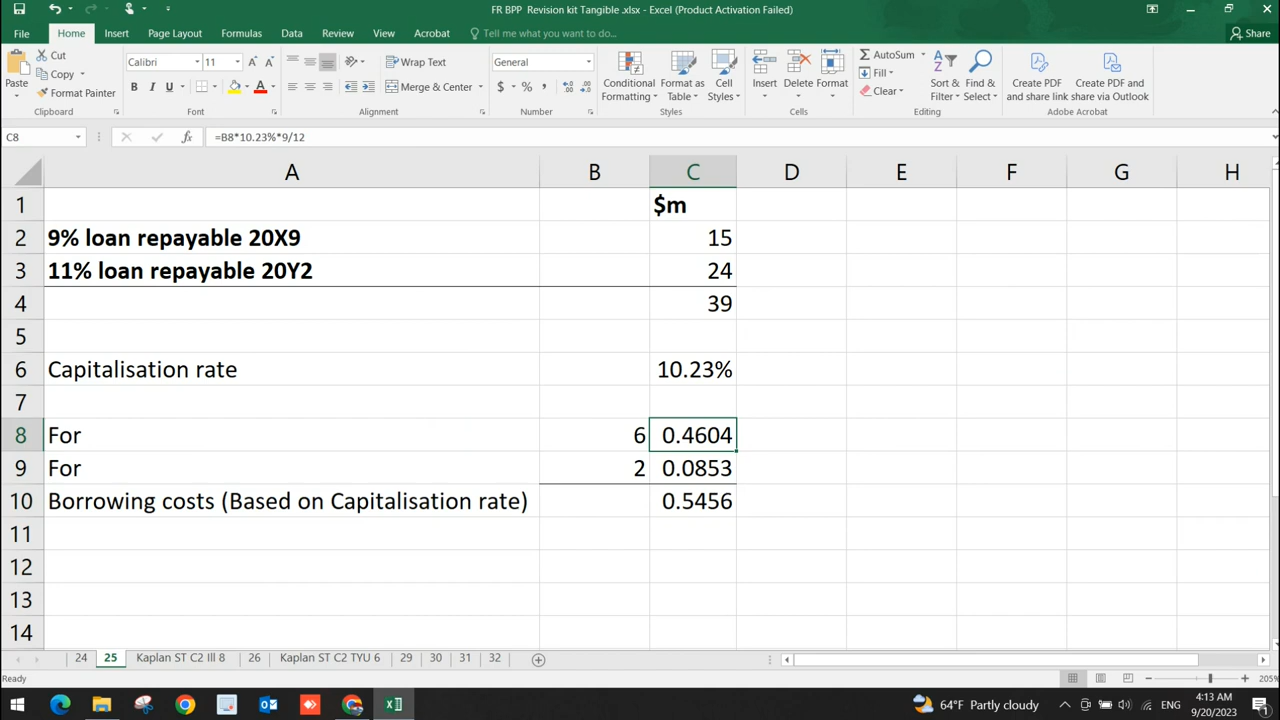 FR BPP Revision kit Tangible .xlsx - Excel (Product Activation Failed)
File Home Insert Page Layout Formulas Data Review View Acrobat Tell me what you want to do... Share
Cut
Copy
Format Painter
Paste
Clipboard
Calibri 11
B I U
Font
Wrap Text
Merge & Center
Alignment
General
$ % ,
Number
Conditional Formatting
Format as Table
Cell Styles
Styles
Insert Delete Format
Cells
AutoSum
Fill
Clear
Sort & Filter
Find & Select
Editing
Create PDF and share link
Create PDF and share via Outlook
Adobe Acrobat
C8 fx =B8*10.23%*9/12
A B C D E F G H
1 $m
2 9% loan repayable 20X9 15
3 11% loan repayable 20Y2 24
4 39
5
6 Capitalisation rate 10.23%
7
8 For 6 0.4604
9 For 2 0.0853
10 Borrowing costs (Based on Capitalisation rate) 0.5456
11
12
13
14
24 25 Kaplan ST C2 Ill 8 26 Kaplan ST C2 TYU 6 29 30 31 32
Ready 205%
64°F Partly cloudy ENG 4:13 AM
9/20/2023 1